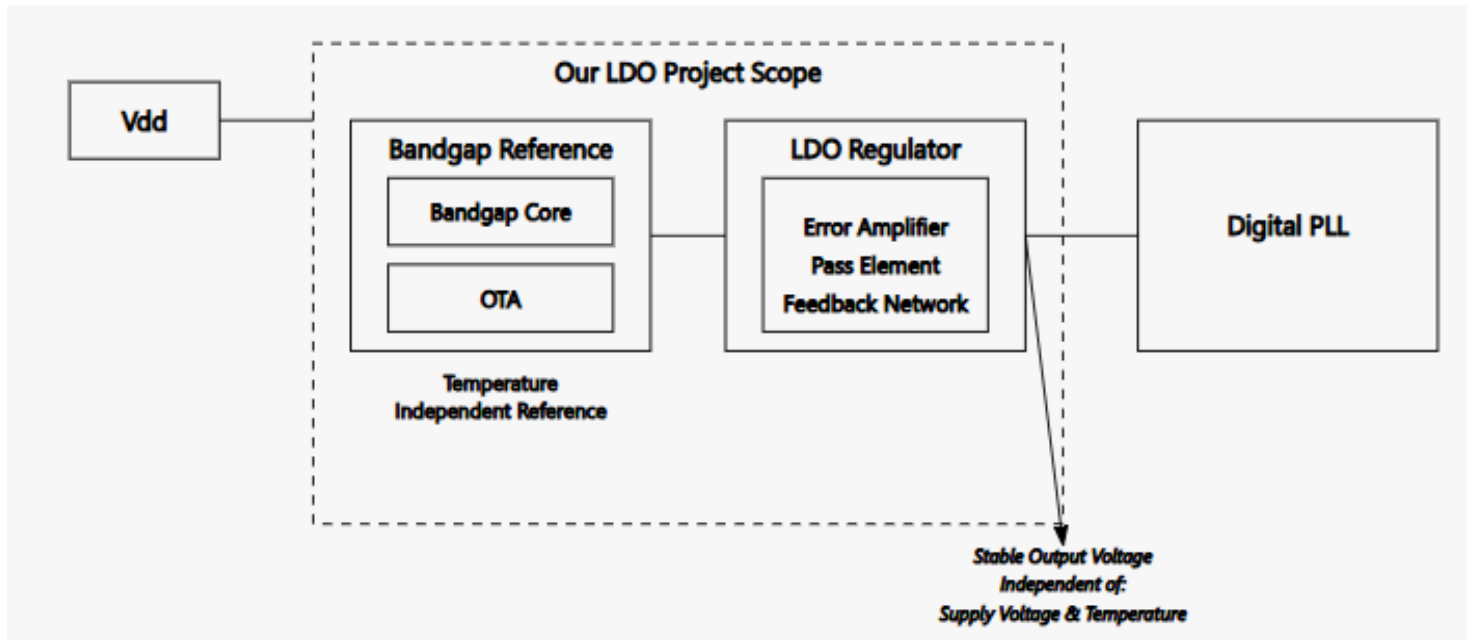 Our LDO Project Scope
Vdd
Bandgap Reference
Bandgap Core
OTA
Temperature
Independent Reference
LDO Regulator
Error Amplifier
Pass Element
Feedback Network
Digital PLL
Stable Output Voltage
Independent of:
Supply Voltage & Temperature